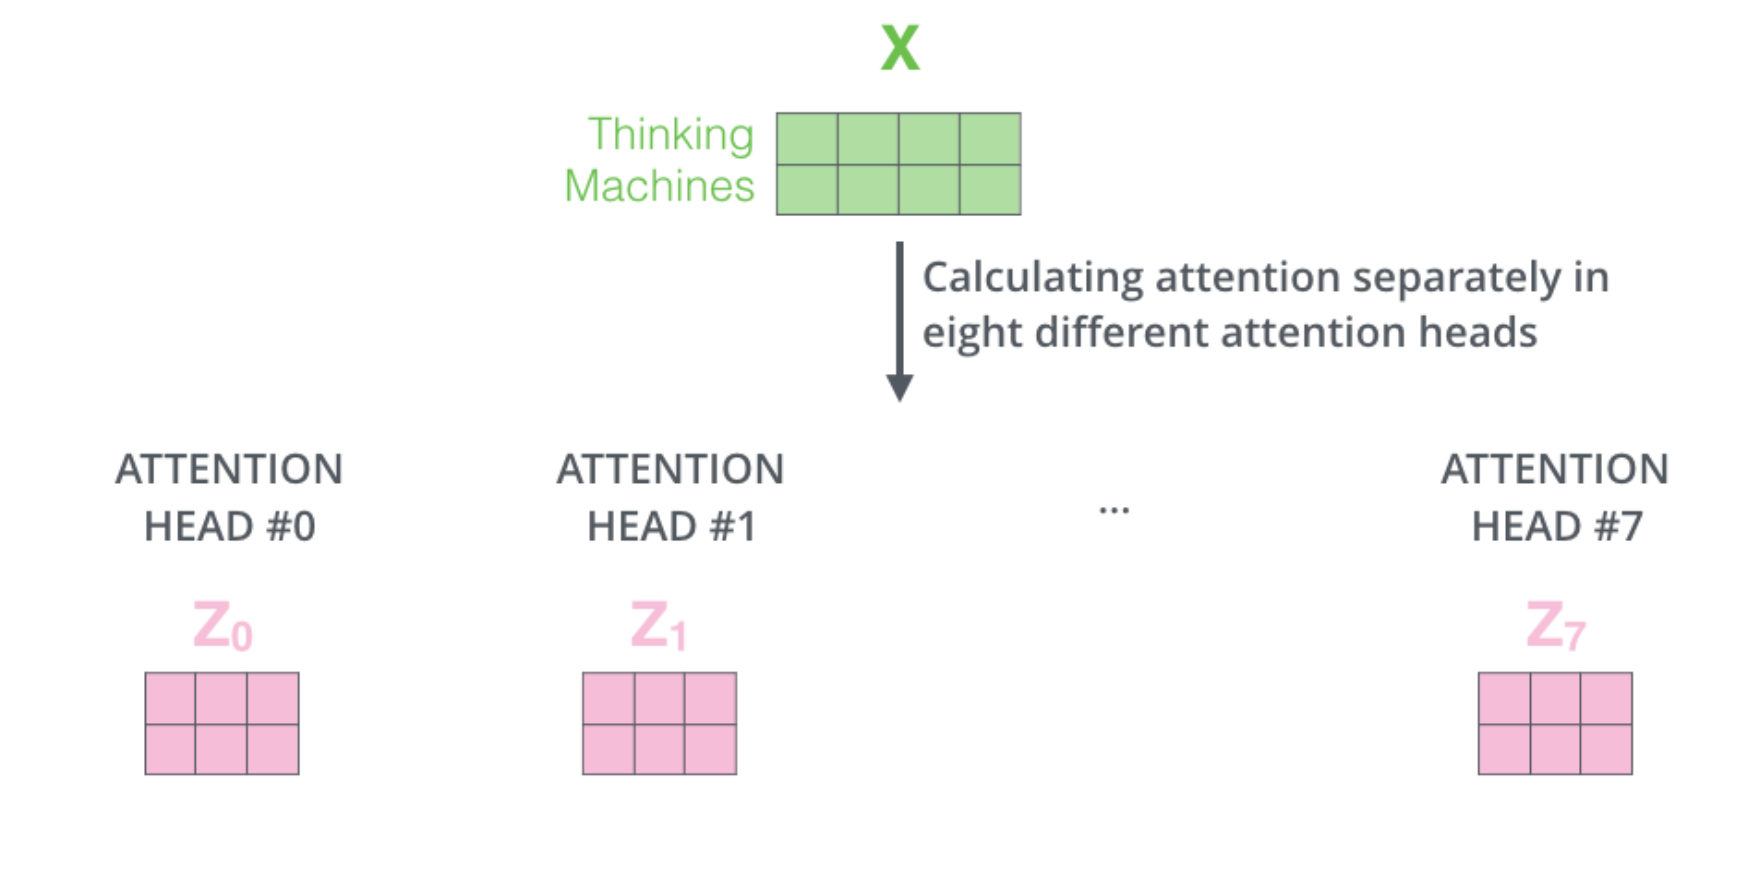 X
Thinking
Machines
Calculating attention separately in
eight different attention heads
ATTENTION
HEAD #0
ATTENTION
HEAD #1
...
ATTENTION
HEAD #7
Z0
Z1
Z7